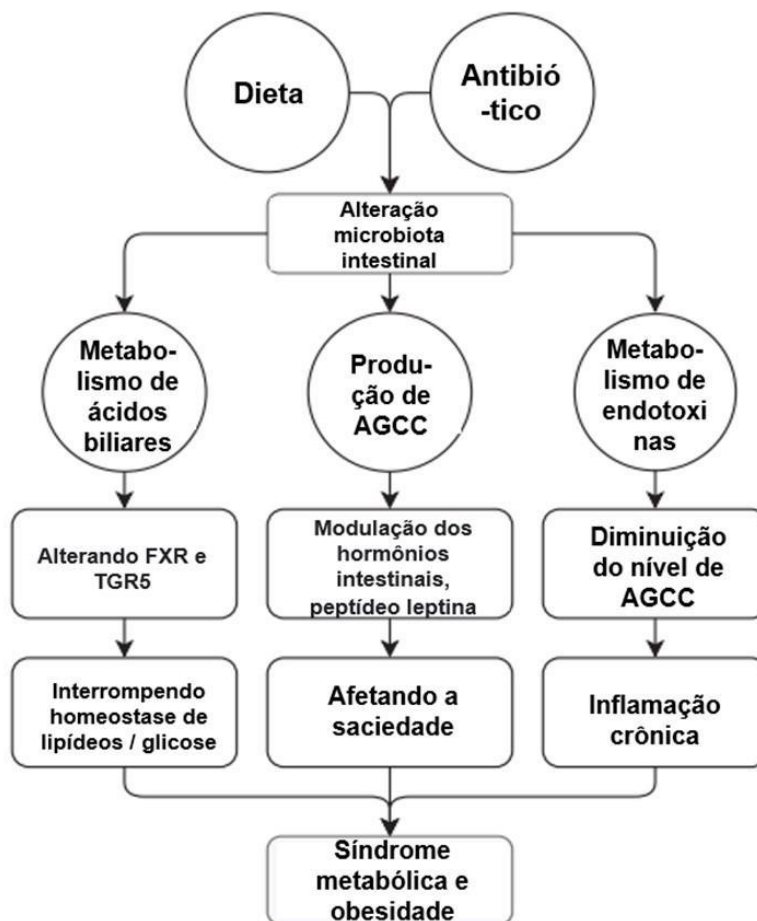 Dieta
Antibió
-tico
Alteração
microbiota
intestinal
Metabo-
lismo de
ácidos
biliares
Produ-
ção de
AGCC
Metabo-
lismo de
endotoxi
nas
Alterando FXR e
TGR5
Modulação dos
hormônios
intestinais,
peptídeo leptina
Diminuição
do nível de
AGCC
Interrompendo
homeostase de
lipídeos / glicose
Afetando a
saciedade
Inflamação
crônica
Síndrome
metabólica e
obesidade